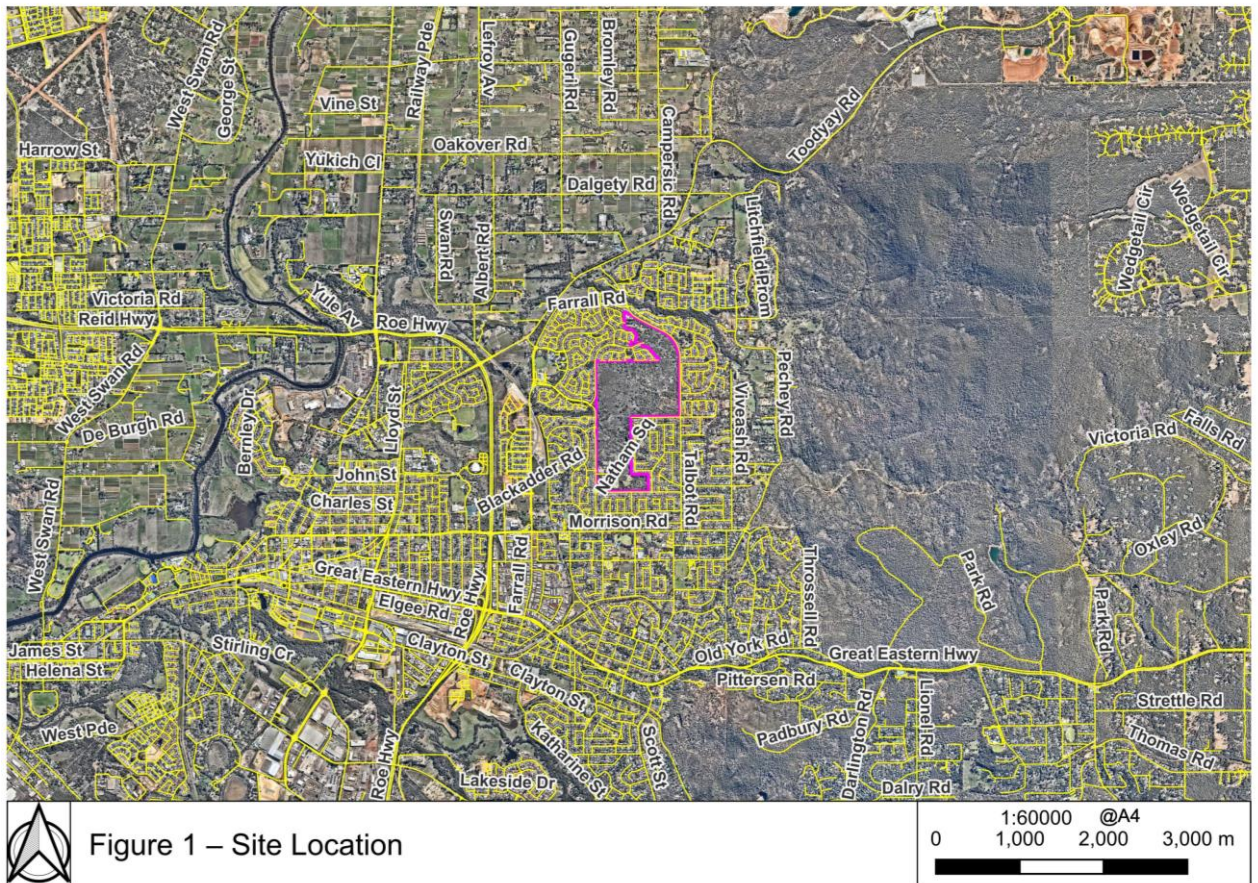 West Swan Rd
George St
Railway Pde
Lefroy Av
Gugeri Rd
Bromley Rd
Vine St
Campersic Rd
Toodyay Rd
Harrow St
Oakover Rd
Yukich Cl
Dalgety Rd
Wedgetail Cir
Wedgetail Cir
Swan Rd
Albert Rd
Litchfield Prom
Victoria Rd
Yule Av
Farrall Rd
Reid Hwy
Roe Hwy
West Swan Rd
Pechey Rd
Viveash Rd
De Burgh Rd
Bernley Dr
Lloyd St
Natham Sq
Victoria Rd
Falls Rd
John St
Blackadder Rd
Talbot Rd
Charles St
Morrison Rd
West Swan Rd
Oxley Rd
Farrall Rd
Great Eastern Hwy
Throssell Rd
Park Rd
Elgee Rd
Roe Hwy
Park Rd
James St
Stirling Cr
Clayton St
Old York Rd
Great Eastern Hwy
Helena St
Clayton St
Pittersen Rd
Strettle Rd
West Pde
Padbury Rd
Lionel Rd
Darlington Rd
Thomas Rd
Katharine St
Scott St
Roe Hwy
Lakeside Dr
Dalry Rd
Figure 1 – Site Location
1:60000 @A4
0 1,000 2,000 3,000 m